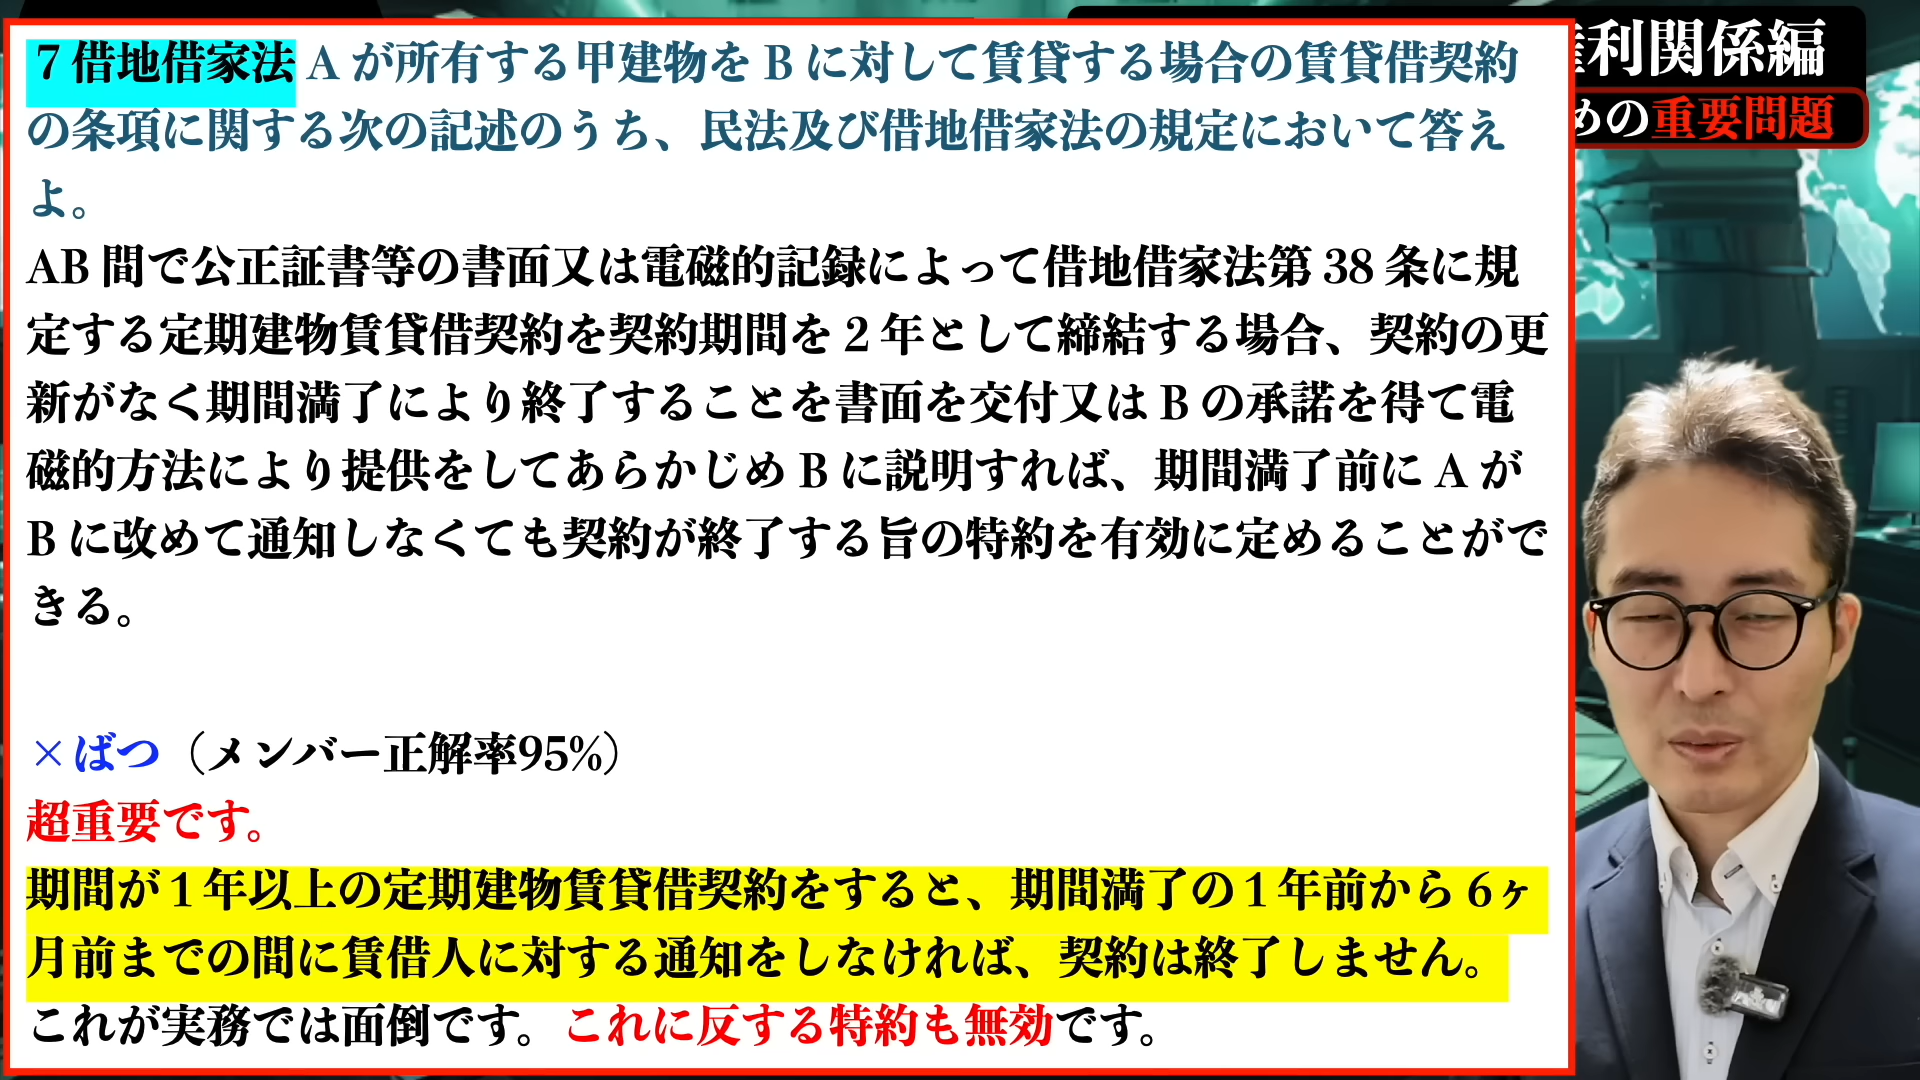 ７借地借家法 A が所有する甲建物を B に対して賃貸する場合の賃貸借契約
の条項に関する次の記述のうち、民法及び借地借家法の規定において答え
よ。
AB 間で公正証書等の書面又は電磁的記録によって借地借家法第 38 条に規
定する定期建物賃貸借契約を契約期間を 2 年として締結する場合、契約の更
新がなく期間満了により終了することを書面を交付又は B の承諾を得て電
磁的方法により提供をしてあらかじめ B に説明すれば、期間満了前に A が
B に改めて通知しなくても契約が終了する旨の特約を有効に定めることがで
きる。
×ばつ（メンバー正解率95%）
超重要です。
期間が１年以上の定期建物賃貸借契約をすると、期間満了の１年前から 6ヶ
月前までの間に賃借人に対する通知をしなければ、契約は終了しません。
これが実務では面倒です。これに反する特約も無効です。
利関係編
めの重要問題